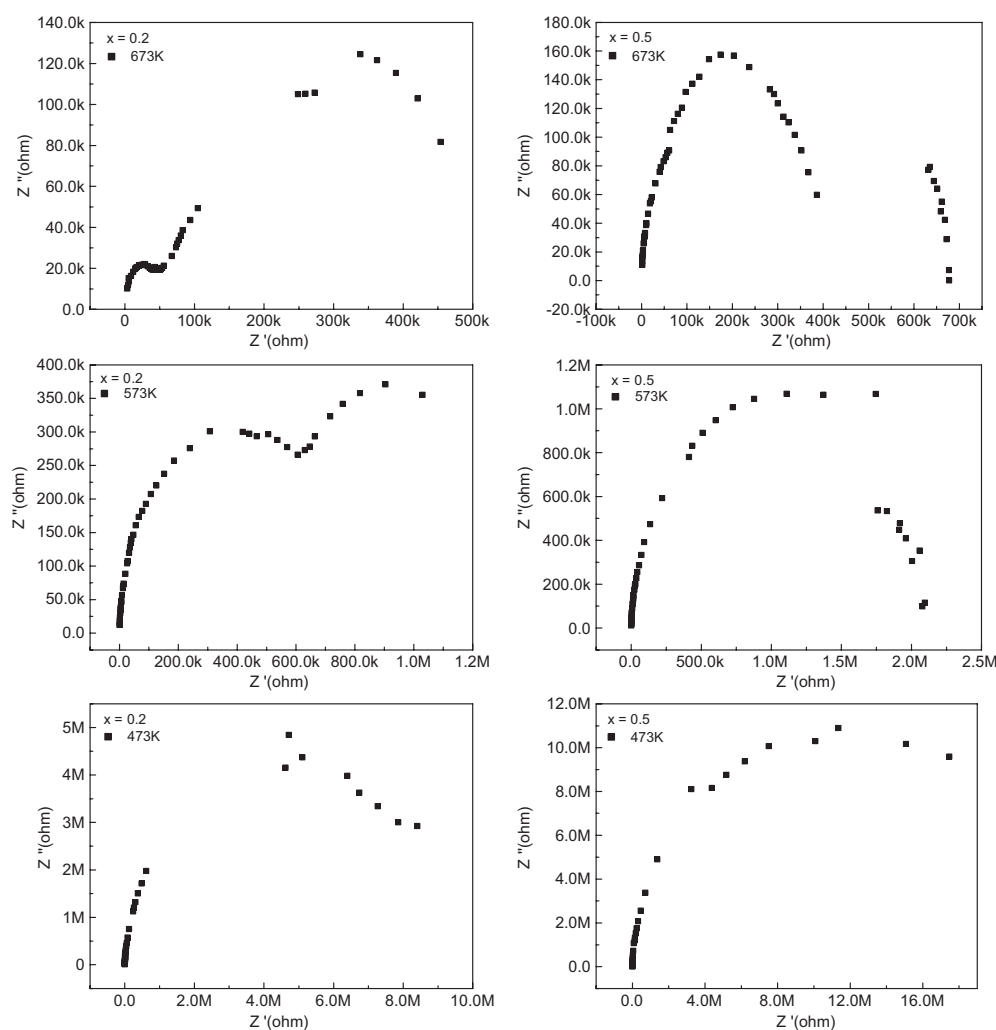 140.0k
120.0k
100.0k
80.0k
60.0k
40.0k
20.0k
0.0
Z "(ohm)
x = 0.2
673K
0 100k 200k 300k 400k 500k
Z '(ohm)
180.0k
160.0k
140.0k
120.0k
100.0k
80.0k
60.0k
40.0k
20.0k
0.0
-20.0k
Z "(ohm)
x = 0.5
673K
-100k 0 100k 200k 300k 400k 500k 600k 700k
Z '(ohm)
400.0k
350.0k
300.0k
250.0k
200.0k
150.0k
100.0k
50.0k
0.0
Z "(ohm)
x = 0.2
573K
0.0 200.0k 400.0k 600.0k 800.0k 1.0M 1.2M
Z '(ohm)
1.2M
1.0M
800.0k
600.0k
400.0k
200.0k
0.0
Z "(ohm)
x = 0.5
573K
0.0 500.0k 1.0M 1.5M 2.0M 2.5M
Z '(ohm)
5M
4M
3M
2M
1M
0
Z "(ohm)
x = 0.2
473K
0.0 2.0M 4.0M 6.0M 8.0M 10.0M
Z '(ohm)
12.0M
10.0M
8.0M
6.0M
4.0M
2.0M
0.0
Z "(ohm)
x = 0.5
473K
0.0 4.0M 8.0M 12.0M 16.0M
Z '(ohm)